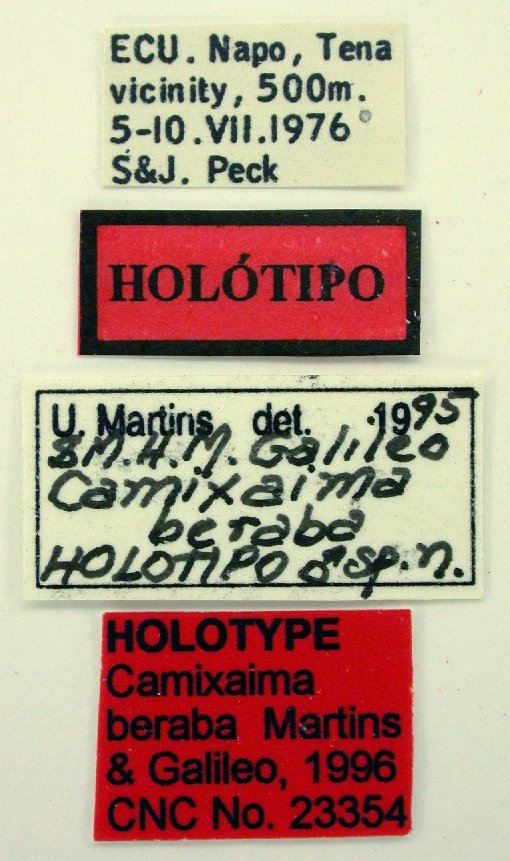 ECU. Napo, Tena
vicinity, 500m.
5-10.VII.1976
S&J. Peck
HOLÓTIPO
U. Martins det. 1995
& M.H.M. Galileo
Camixaima
beraba
HOLOTIPO ♂ sp. n.
HOLOTYPE
Camixaima
beraba Martins
& Galileo, 1996
CNC No. 23354